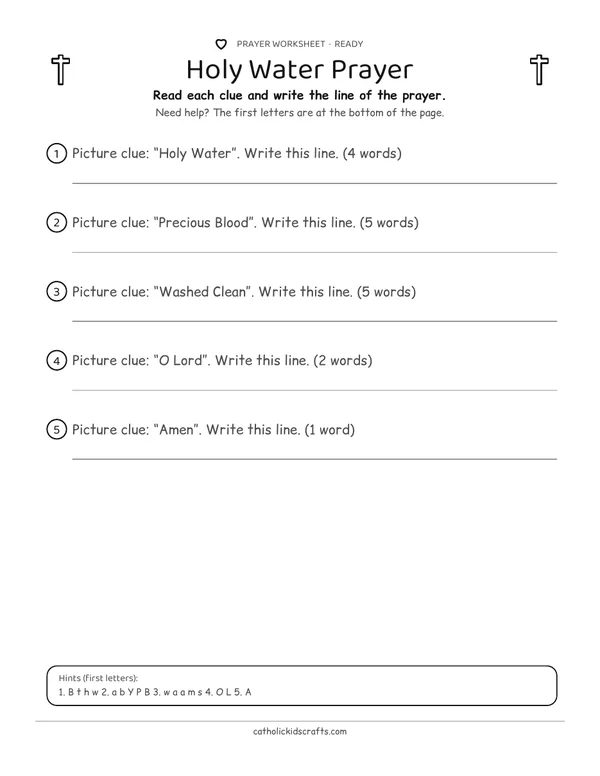 PRAYER WORKSHEET · READY
Holy Water Prayer
Read each clue and write the line of the prayer.
Need help? The first letters are at the bottom of the page.
1 Picture clue: "Holy Water". Write this line. (4 words)
2 Picture clue: "Precious Blood". Write this line. (5 words)
3 Picture clue: "Washed Clean". Write this line. (5 words)
4 Picture clue: "O Lord". Write this line. (2 words)
5 Picture clue: "Amen". Write this line. (1 word)
Hints (first letters):
1. B t h w 2. a b Y P B 3. w a a m s 4. O L 5. A
catholickidscrafts.com